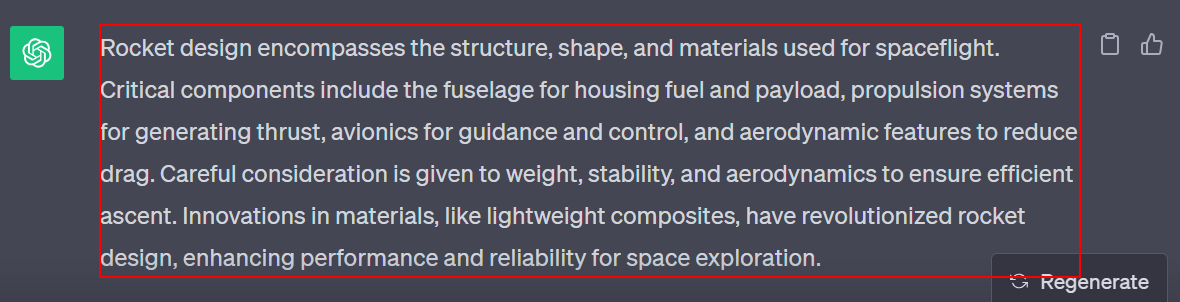 Rocket design encompasses the structure, shape, and materials used for spaceflight.
Critical components include the fuselage for housing fuel and payload, propulsion systems
for generating thrust, avionics for guidance and control, and aerodynamic features to reduce
drag. Careful consideration is given to weight, stability, and aerodynamics to ensure efficient
ascent. Innovations in materials, like lightweight composites, have revolutionized rocket
design, enhancing performance and reliability for space exploration.
Regenerate